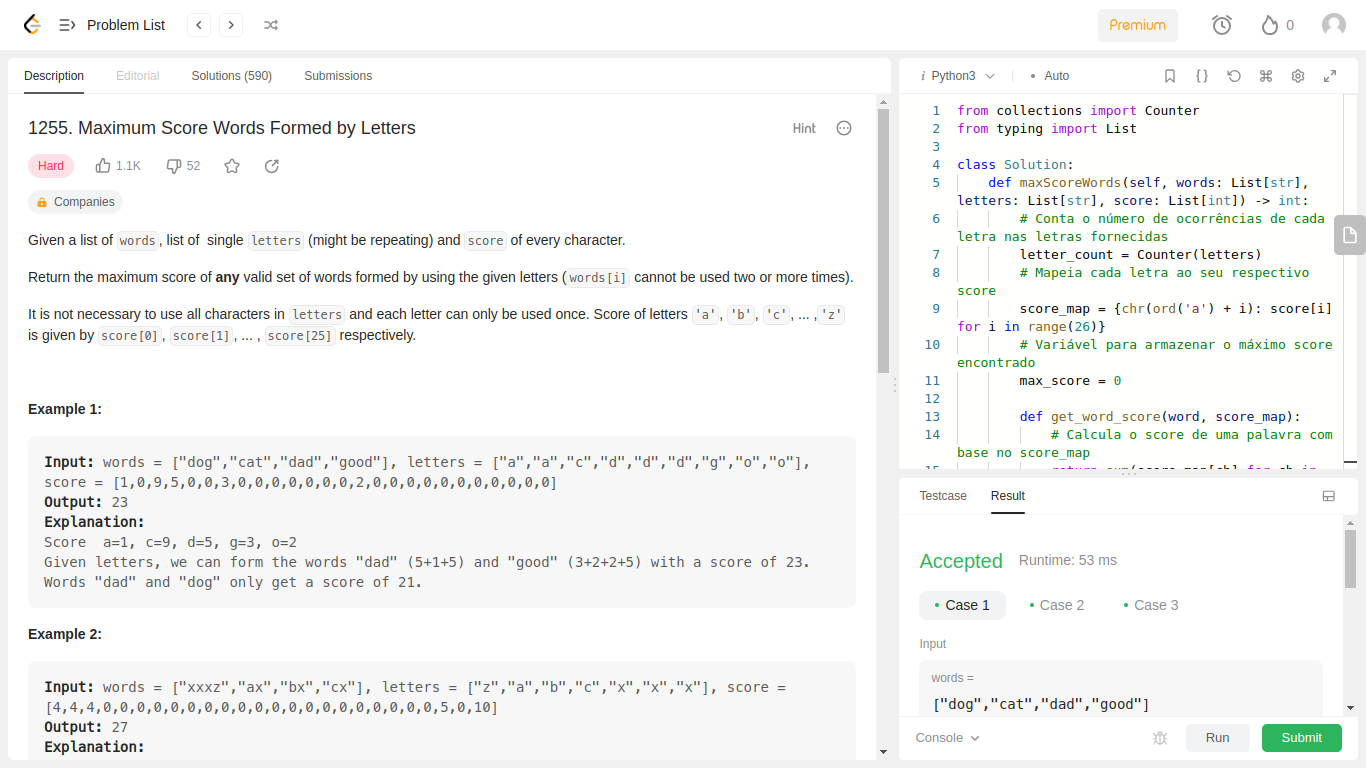 Problem List
Premium
0
Description Editorial Solutions (590) Submissions
1255. Maximum Score Words Formed by Letters
Hint
Hard 1.1K 52
Companies
Given a list of words, list of single letters (might be repeating) and score of every character.
Return the maximum score of any valid set of words formed by using the given letters (words[i] cannot be used two or more times).
It is not necessary to use all characters in letters and each letter can only be used once. Score of letters 'a', 'b', 'c', ... ,'z'
is given by score[0], score[1], ... , score[25] respectively.
Example 1:
Input: words = ["dog","cat","dad","good"], letters = ["a","a","c","d","d","d","g","o","o"],
score = [1,0,9,5,0,0,3,0,0,0,0,0,0,0,2,0,0,0,0,0,0,0,0,0,0,0]
Output: 23
Explanation:
Score  a=1, c=9, d=5, g=3, o=2
Given letters, we can form the words "dad" (5+1+5) and "good" (3+2+2+5) with a score of 23.
Words "dad" and "dog" only get a score of 21.
Example 2:
Input: words = ["xxxz","ax","bx","cx"], letters = ["z","a","b","c","x","x","x"], score =
[4,4,4,0,0,0,0,0,0,0,0,0,0,0,0,0,0,0,0,0,0,0,0,5,0,10]
Output: 27
Explanation:
i Python3 • Auto
1 from collections import Counter
2 from typing import List
3
4 class Solution:
5 def maxScoreWords(self, words: List[str],
letters: List[str], score: List[int]) -> int:
6 # Conta o número de ocorrências de cada
letra nas letras fornecidas
7 letter_count = Counter(letters)
8 # Mapeia cada letra ao seu respectivo
score
9 score_map = {chr(ord('a') + i): score[i]
for i in range(26)}
10 # Variável para armazenar o máximo score
encontrado
11 max_score = 0
12
13 def get_word_score(word, score_map):
14 # Calcula o score de uma palavra com
base no score_map
15 return sum(score_map[ch] for ch in
Testcase Result
Accepted Runtime: 53 ms
• Case 1 • Case 2 • Case 3
Input
words =
["dog","cat","dad","good"]
Console Run Submit